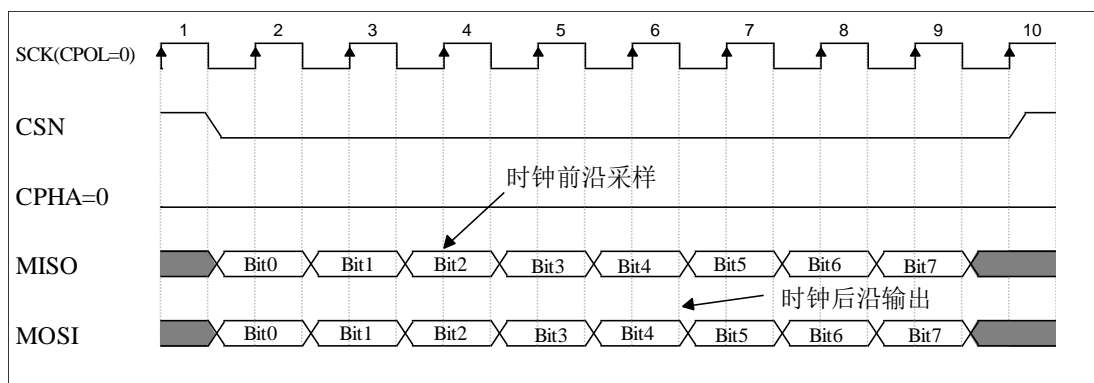 1 2 3 4 5 6 7 8 9 10
SCK(CPOL=0)
CSN
时钟前沿采样
CPHA=0
MISO Bit0 Bit1 Bit2 Bit3 Bit4 Bit5 Bit6 Bit7
时钟后沿输出
MOSI Bit0 Bit1 Bit2 Bit3 Bit4 Bit5 Bit6 Bit7